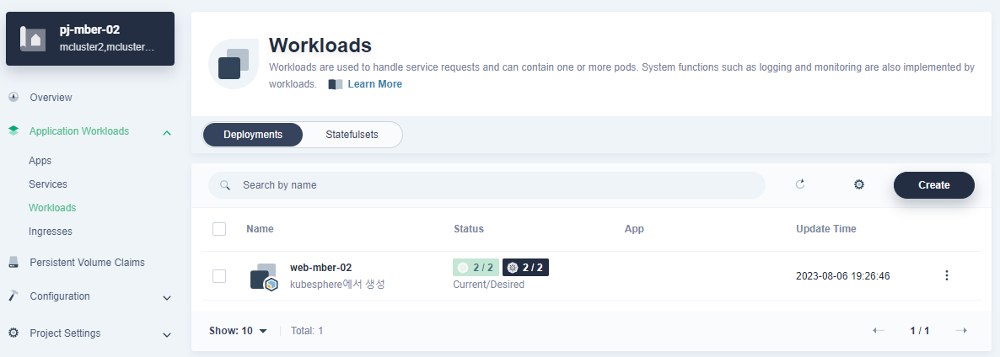 pj-mber-02
mcluster2,mcluster...
Overview
Application Workloads
Apps
Services
Workloads
Ingresses
Persistent Volume Claims
Configuration
Project Settings
Workloads
Workloads are used to handle service requests and can contain one or more pods. System functions such as logging and monitoring are also implemented by
workloads. Learn More
Deployments Statefulsets
Search by name Create
Name Status App Update Time
web-mber-02 2 / 2 2 / 2 2023-08-06 19:26:46
kubesphere에서 생성 Current/Desired
Show: 10 Total: 1 1 / 1